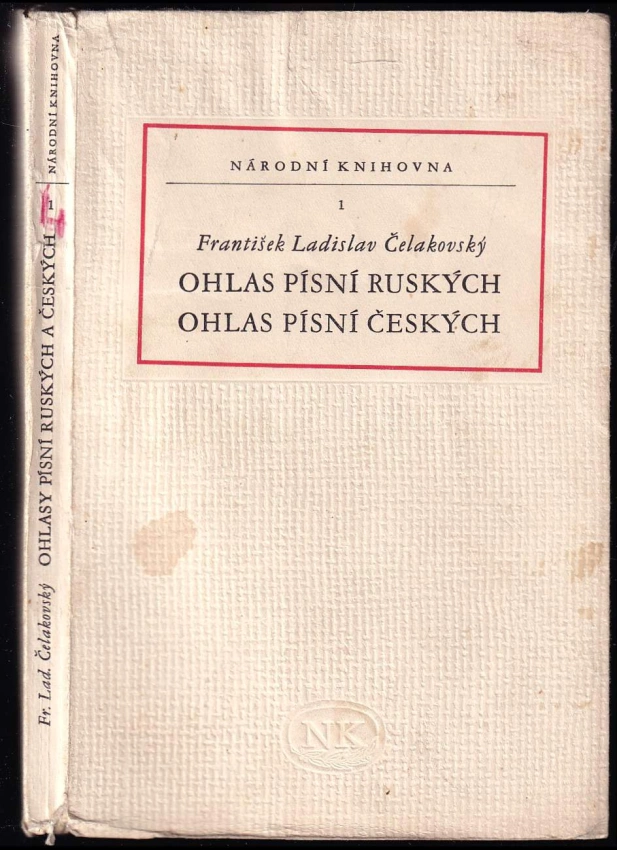 NÁRODNÍ KNIHOVNA
1
František Ladislav Čelakovský
OHLAS PÍSNÍ RUSKÝCH
OHLAS PÍSNÍ ČESKÝCH
NK
Fr. Lad. Čelakovský OHLASY PÍSNÍ RUSKÝCH A ČESKÝCH
1
NÁRODNÍ KNIHOVNA